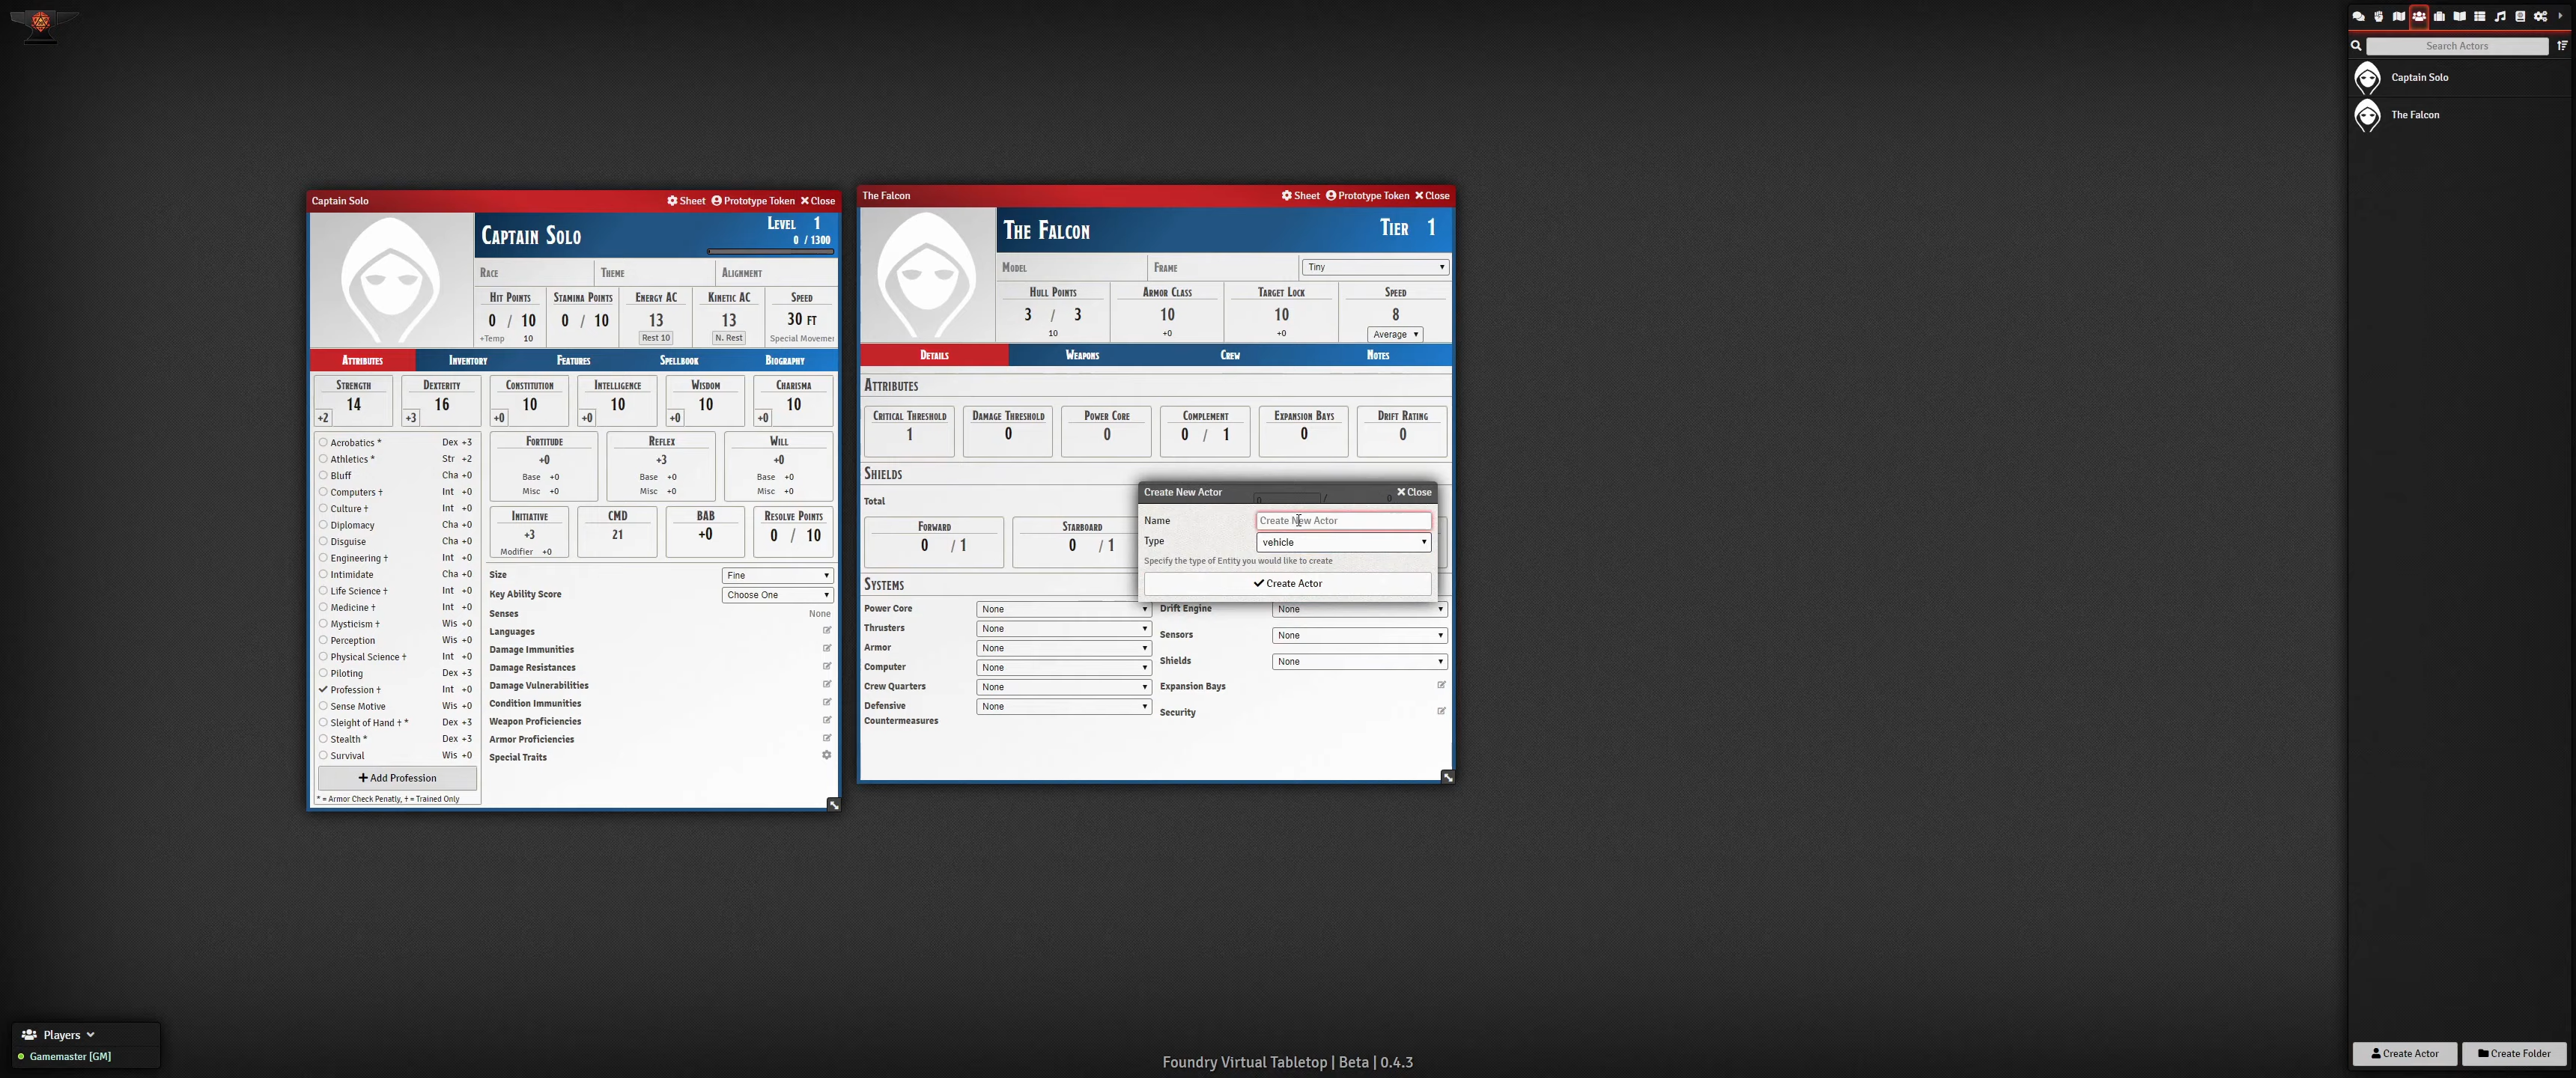 Search Actors
Captain Solo
The Falcon
Captain Solo
Sheet Prototype Token Close
Captain Solo
Level 1
0 / 1300
Race Theme Alignment
Hit Points Stamina Points Energy AC Kinetic AC Speed
0 / 10 0 / 10 13 13 30 FT
+Temp 10 Rest 10 N. Rest Special Movemer
Attributes Inventory Features Spellbook Biography
Strength Dexterity Constitution Intelligence Wisdom Charisma
14 16 10 10 10 10
+2 +3 +0 +0 +0 +0
Acrobatics * Dex +3
Athletics * Str +2
Bluff Cha +0
Computers † Int +0
Culture † Int +0
Diplomacy Cha +0
Disguise Cha +0
Engineering † Int +0
Intimidate Cha +0
Life Science † Int +0
Medicine † Int +0
Mysticism † Wis +0
Perception Wis +0
Physical Science † Int +0
Piloting Dex +3
Profession † Int +0
Sense Motive Wis +0
Sleight of Hand † * Dex +3
Stealth * Dex +3
Survival Wis +0
Add Profession
* = Armor Check Penatly, † = Trained Only
Fortitude Reflex Will
+0 +3 +0
Base +0 Base +0 Base +0
Misc +0 Misc +0 Misc +0
Initiative CMD BAB Resolve Points
+3 21 +0 0 / 10
Modifier +0
Size Fine
Key Ability Score Choose One
Senses None
Languages
Damage Immunities
Damage Resistances
Damage Vulnerabilities
Condition Immunities
Weapon Proficiencies
Armor Proficiencies
Special Traits
The Falcon
Sheet Prototype Token Close
The Falcon
Tier 1
Model Frame Tiny
Hull Points Armor Class Target Lock Speed
3 / 3 10 10 8
10 +0 +0 Average
Details Weapons Crew Notes
Attributes
Critical Threshold Damage Threshold Power Core Complement Expansion Bays Drift Rating
1 0 0 0 / 1 0 0
Shields
Total 0 / 0
Forward Starboard
0 / 1 0 / 1
Systems
Power Core None
Thrusters None
Armor None
Computer None
Crew Quarters None
Defensive Countermeasures None
Drift Engine None
Sensors None
Shields None
Expansion Bays
Security
Create New Actor Close
Name Create New Actor
Type vehicle
Specify the type of Entity you would like to create
Create Actor
Players
Gamemaster [GM]
Foundry Virtual Tabletop | Beta | 0.4.3
Create Actor Create Folder